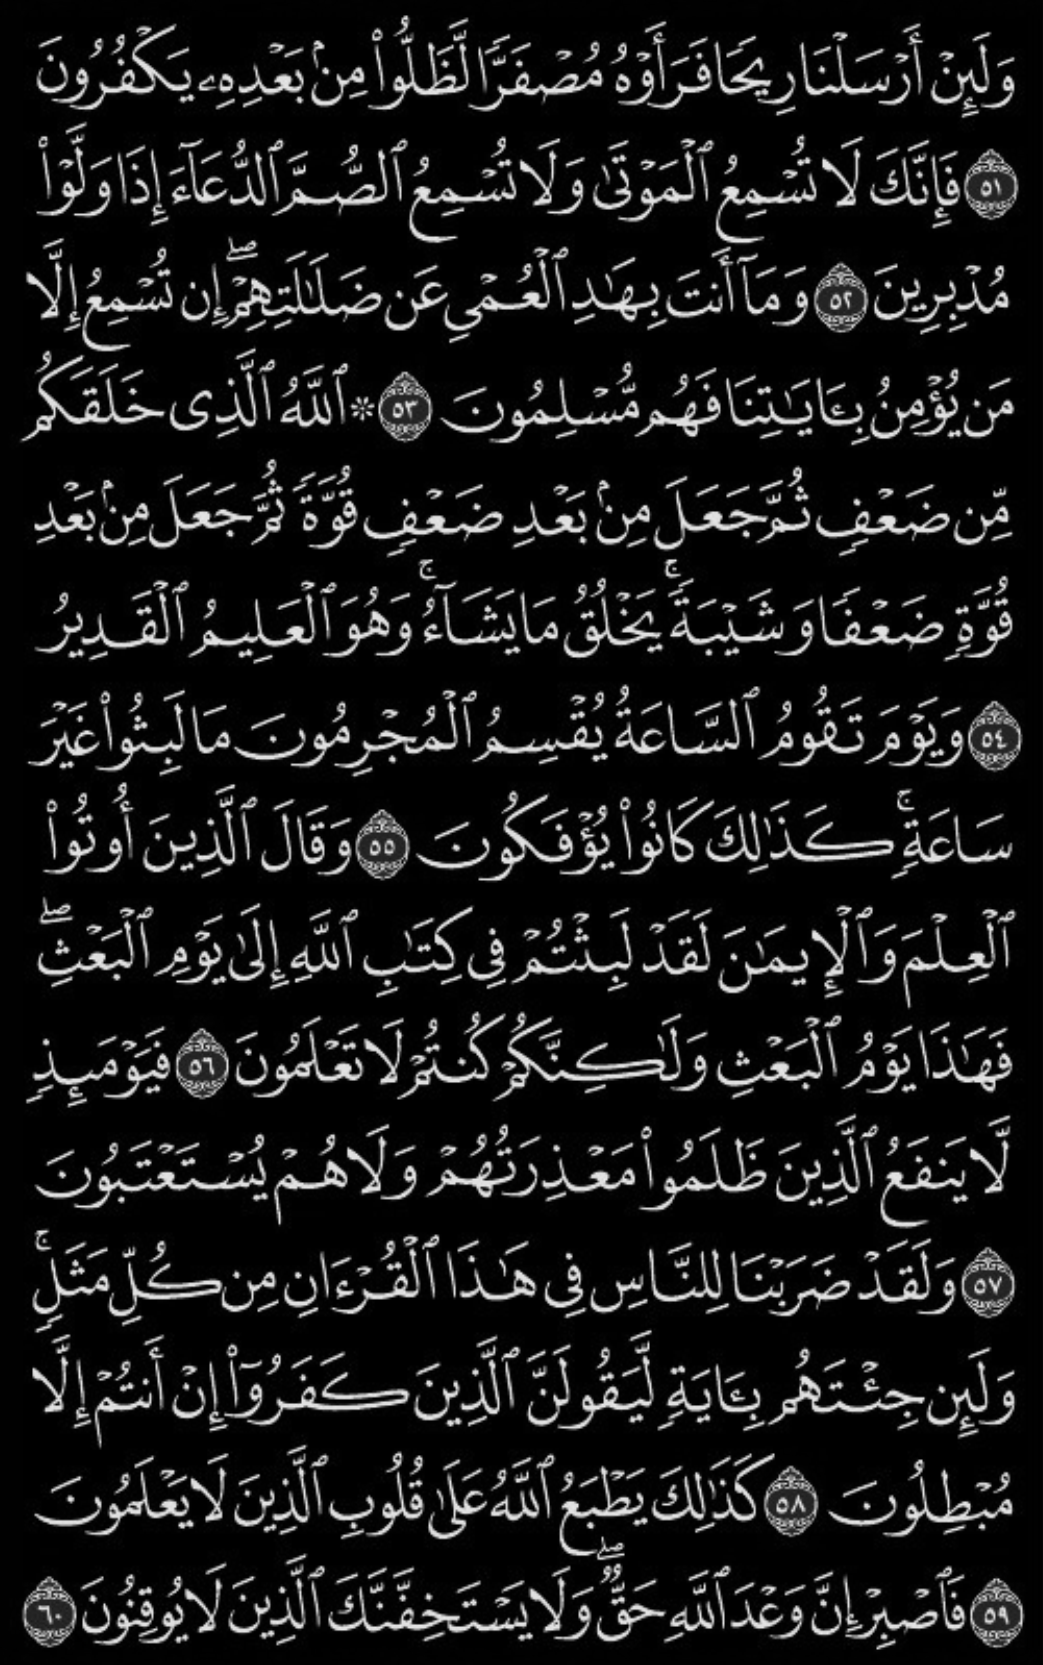 وَلَئِنْ أَرْسَلْنَا رِيحًا فَرَأَوْهُ مُصْفَرًّا لَّظَلُّوا۟ مِنۢ بَعْدِهِۦ يَكْفُرُونَ
٥١ فَإِنَّكَ لَا تُسْمِعُ ٱلْمَوْتَىٰ وَلَا تُسْمِعُ ٱلصُّمَّ ٱلدُّعَآءَ إِذَا وَلَّوْا۟
مُدْبِرِينَ ٥٢ وَمَآ أَنتَ بِهَـٰدِ ٱلْعُمْىِ عَن ضَلَـٰلَتِهِمْ ۖ إِن تُسْمِعُ إِلَّا
مَن يُؤْمِنُ بِـَٔايَـٰتِنَا فَهُم مُّسْلِمُونَ ٥٣ ۞ ٱللَّهُ ٱلَّذِى خَلَقَكُم
مِّن ضَعْفٍ ثُمَّ جَعَلَ مِنۢ بَعْدِ ضَعْفٍ قُوَّةً ثُمَّ جَعَلَ مِنۢ بَعْدِ
قُوَّةٍ ضَعْفًا وَشَيْبَةً ۚ يَخْلُقُ مَا يَشَآءُ ۚ وَهُوَ ٱلْعَلِيمُ ٱلْقَدِيرُ
٥٤ وَيَوْمَ تَقُومُ ٱلسَّاعَةُ يُقْسِمُ ٱلْمُجْرِمُونَ مَا لَبِثُوا۟ غَيْرَ
سَاعَةٍ ۚ كَذَٰلِكَ كَانُوا۟ يُؤْفَكُونَ ٥٥ وَقَالَ ٱلَّذِينَ أُوتُوا۟
ٱلْعِلْمَ وَٱلْإِيمَـٰنَ لَقَدْ لَبِثْتُمْ فِى كِتَـٰبِ ٱللَّهِ إِلَىٰ يَوْمِ ٱلْبَعْثِ ۖ
فَهَـٰذَا يَوْمُ ٱلْبَعْثِ وَلَـٰكِنَّكُمْ كُنتُمْ لَا تَعْلَمُونَ ٥٦ فَيَوْمَئِذٍ
لَّا يَنفَعُ ٱلَّذِينَ ظَلَمُوا۟ مَعْذِرَتُهُمْ وَلَا هُمْ يُسْتَعْتَبُونَ
٥٧ وَلَقَدْ ضَرَبْنَا لِلنَّاسِ فِى هَـٰذَا ٱلْقُرْءَانِ مِن كُلِّ مَثَلٍ ۚ
وَلَئِن جِئْتَهُم بِـَٔايَةٍ لَّيَقُولَنَّ ٱلَّذِينَ كَفَرُوٓا۟ إِنْ أَنتُمْ إِلَّا
مُبْطِلُونَ ٥٨ كَذَٰلِكَ يَطْبَعُ ٱللَّهُ عَلَىٰ قُلُوبِ ٱلَّذِينَ لَا يَعْلَمُونَ
٥٩ فَٱصْبِرْ إِنَّ وَعْدَ ٱللَّهِ حَقٌّ ۖ وَلَا يَسْتَخِفَّنَّكَ ٱلَّذِينَ لَا يُوقِنُونَ ٦٠